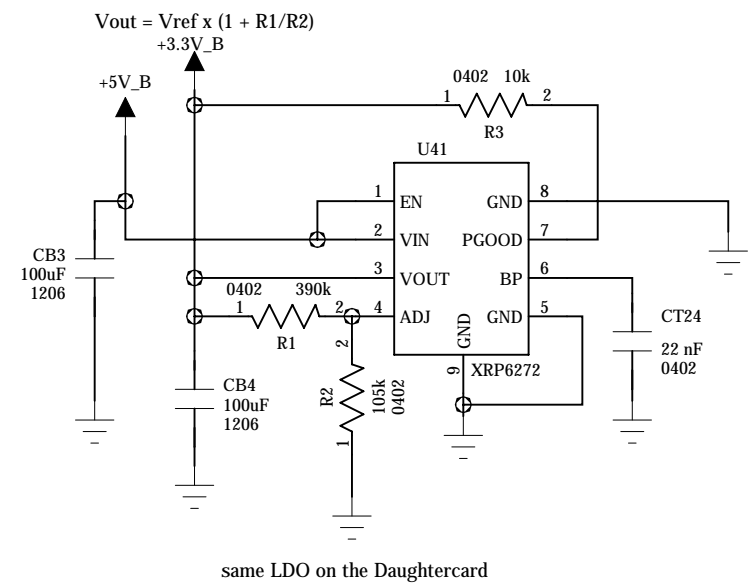 Vout = Vref x (1 + R1/R2)
+3.3V_B
+5V_B
0402 10k
1 2
R3
U41
1 EN
GND 8
2 VIN
PGOOD 7
3 VOUT
BP 6
4 ADJ
GND 5
GND
9
XRP6272
CB3
100uF
1206
0402 390k
1 2
R1
CT24
22 nF
0402
CB4
100uF
1206
2
R2
105k
0402
1
same LDO on the Daughtercard